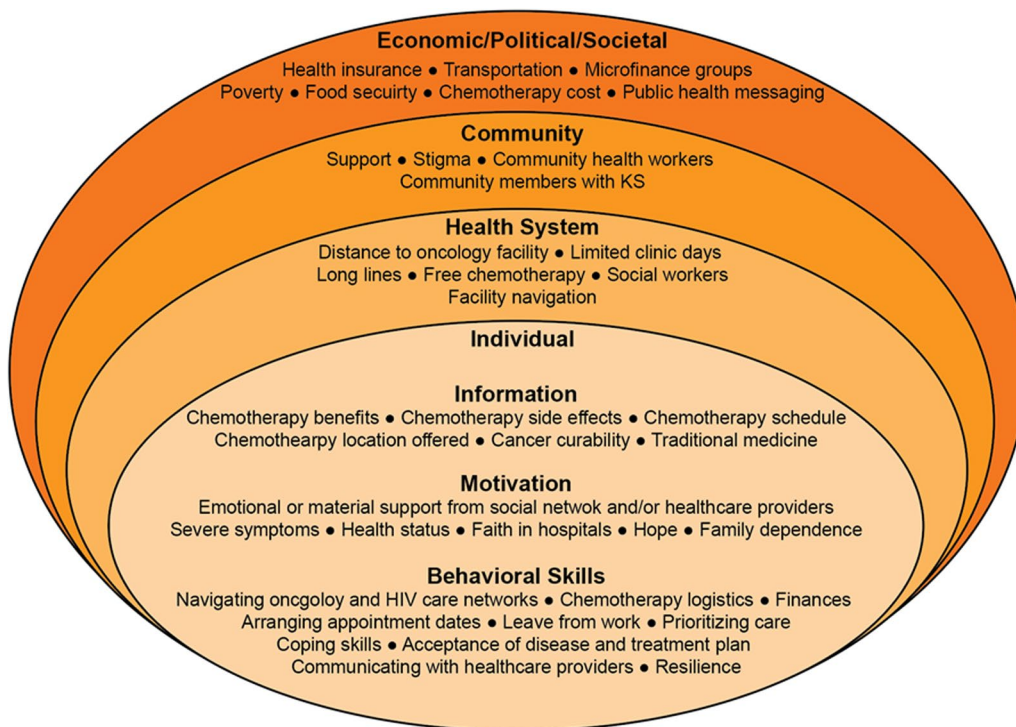 Economic/Political/Societal
Health insurance ● Transportation ● Microfinance groups
Poverty ● Food secuirty ● Chemotherapy cost ● Public health messaging
Community
Support ● Stigma ● Community health workers
Community members with KS
Health System
Distance to oncology facility ● Limited clinic days
Long lines ● Free chemotherapy ● Social workers
Facility navigation
Individual
Information
Chemotherapy benefits ● Chemotherapy side effects ● Chemotherapy schedule
Chemothearpy location offered ● Cancer curability ● Traditional medicine
Motivation
Emotional or material support from social netwok and/or healthcare providers
Severe symptoms ● Health status ● Faith in hospitals ● Hope ● Family dependence
Behavioral Skills
Navigating oncgoloy and HIV care networks ● Chemotherapy logistics ● Finances
Arranging appointment dates ● Leave from work ● Prioritizing care
Coping skills ● Acceptance of disease and treatment plan
Communicating with healthcare providers ● Resilience